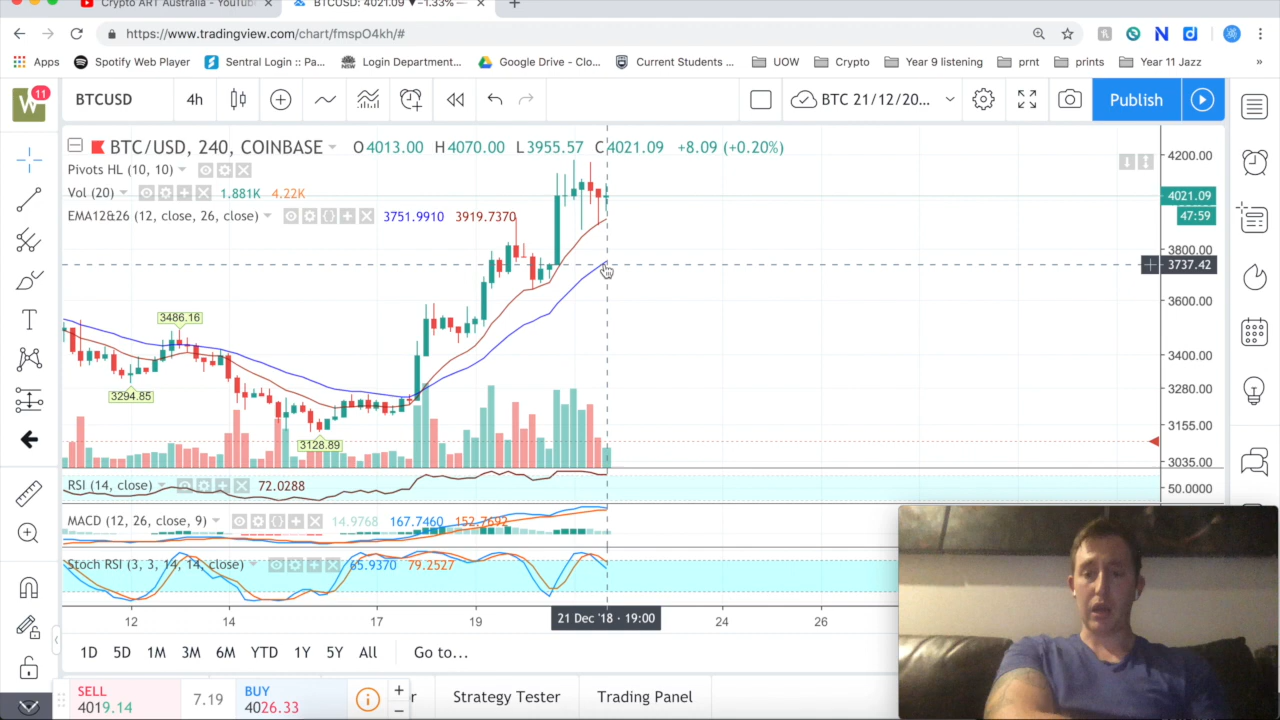 Crypto ART Australia - YouTube
BTCUSD: 4021.09 ▼−1.33% —
https://www.tradingview.com/chart/fmspO4kh/#
Apps
Spotify Web Player
Sentral Login :: Pa...
Login Department...
Google Drive - Clo...
Current Students ...
UOW
Crypto
Year 9 listening
prnt
prints
Year 11 Jazz
»
W
11
BTCUSD
4h
BTC 21/12/20...
Publish
BTC/USD, 240, COINBASE
O4013.00 H4070.00 L3955.57 C4021.09 +8.09 (+0.20%)
Pivots HL (10, 10)
Vol (20) 1.881K 4.22K
EMA12&26 (12, close, 26, close) 3751.9910 3919.7370
4200.00
4021.09
47:59
3800.00
3737.42
3600.00
3400.00
3280.00
3155.00
3035.00
50.0000
3486.16
3294.85
3128.89
RSI (14, close) 72.0288
MACD (12, 26, close, 9) 14.9768 167.7460 152.7692
Stoch RSI (3, 3, 14, 14, close) 65.9370 79.2527
12
14
17
19
21 Dec '18 · 19:00
24
26
1D 5D 1M 3M 6M YTD 1Y 5Y All Go to...
SELL
4019.14
7.19
BUY
4026.33
r
Strategy Tester
Trading Panel